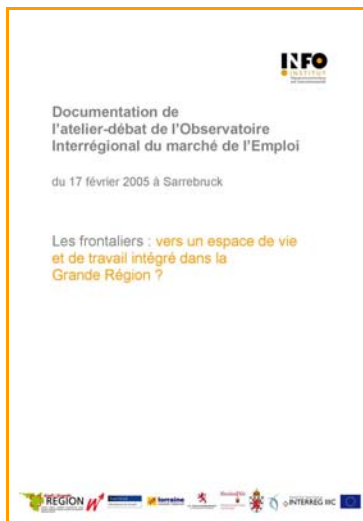 INFO
INSTITUT
Documentation de
l'atelier-débat de l'Observatoire
Interrégional du marché de l'Emploi
du 17 février 2005 à Sarrebruck
Les frontaliers : vers un espace de vie
et de travail intégré dans la
Grande Région ?
REGION
lorraine
INTERREG IIIC